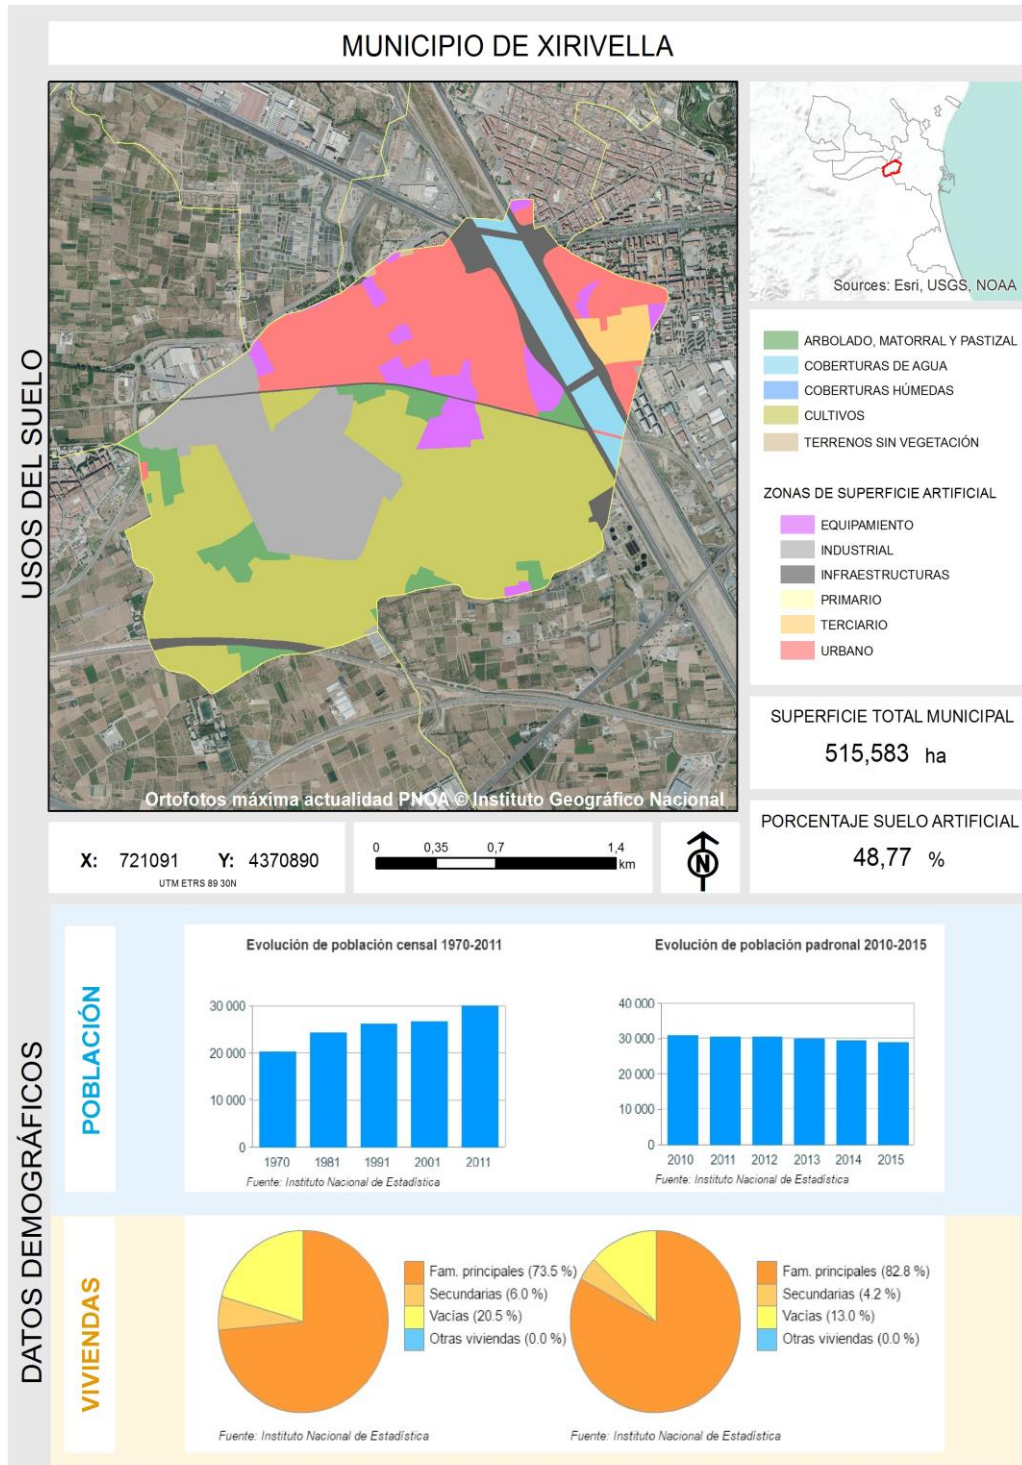 MUNICIPIO DE XIRIVELLA
USOS DEL SUELO
Ortofotos máxima actualidad PNOA © Instituto Geográfico Nacional
Sources: Esri, USGS, NOAA
ARBOLADO, MATORRAL Y PASTIZAL
COBERTURAS DE AGUA
COBERTURAS HÚMEDAS
CULTIVOS
TERRENOS SIN VEGETACIÓN
ZONAS DE SUPERFICIE ARTIFICIAL
EQUIPAMIENTO
INDUSTRIAL
INFRAESTRUCTURAS
PRIMARIO
TERCIARIO
URBANO
SUPERFICIE TOTAL MUNICIPAL
515,583 ha
PORCENTAJE SUELO ARTIFICIAL
48,77 %
X: 721091 Y: 4370890
UTM ETRS 89 30N
0 0,35 0,7 1,4
km
N
DATOS DEMOGRÁFICOS
POBLACIÓN
Evolución de población censal 1970-2011
30 000
20 000
10 000
0
1970 1981 1991 2001 2011
Fuente: Instituto Nacional de Estadística
Evolución de población padronal 2010-2015
40 000
30 000
20 000
10 000
0
2010 2011 2012 2013 2014 2015
Fuente: Instituto Nacional de Estadística
VIVIENDAS
Fam. principales (73.5 %)
Secundarias (6.0 %)
Vacías (20.5 %)
Otras viviendas (0.0 %)
Fuente: Instituto Nacional de Estadística
Fam. principales (82.8 %)
Secundarias (4.2 %)
Vacías (13.0 %)
Otras viviendas (0.0 %)
Fuente: Instituto Nacional de Estadística